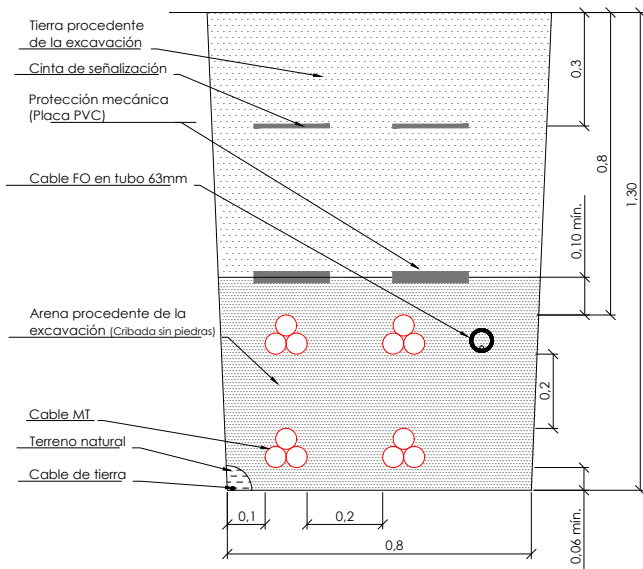 Tierra procedente
de la excavación
Cinta de señalización
Protección mecánica
(Placa PVC)
Cable FO en tubo 63mm
Arena procedente de la
excavación (Cribada sin piedras)
Cable MT
Terreno natural
Cable de tierra
0,3
0,8
1,30
0,10 mín.
0,2
0,06 mín.
0,1
0,2
0,8